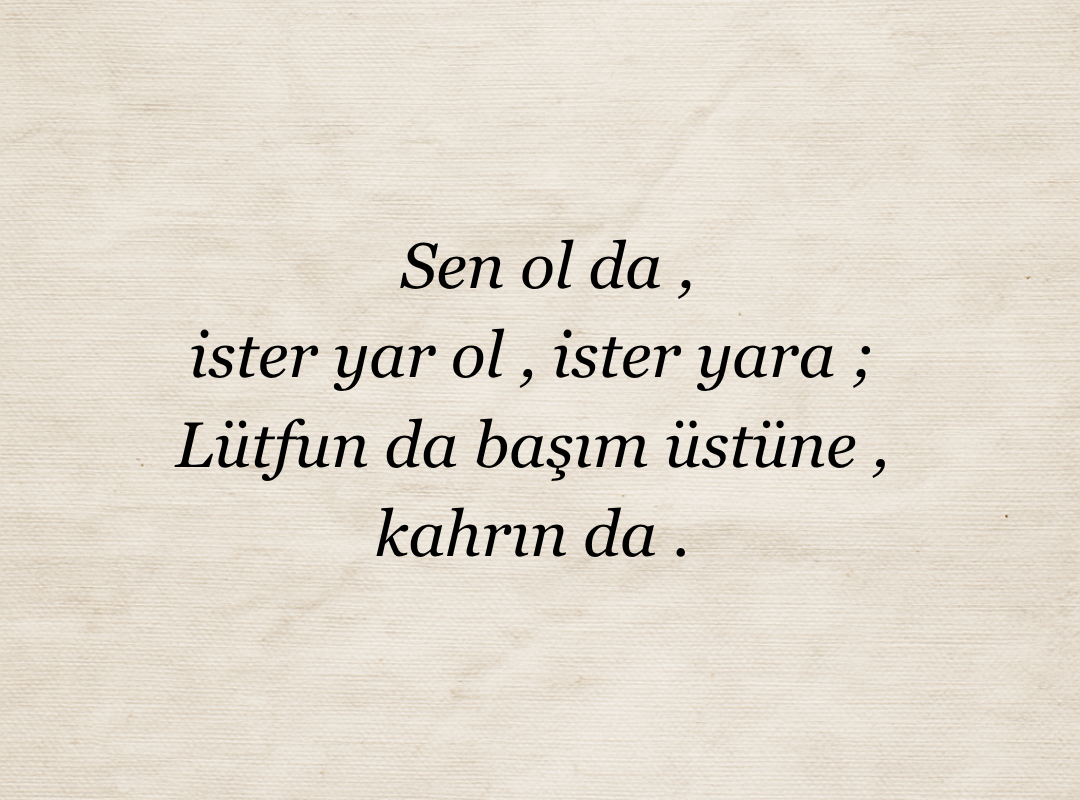 Sen ol da ,
ister yar ol , ister yara ;
Lütfun da başım üstüne ,
kahrın da .